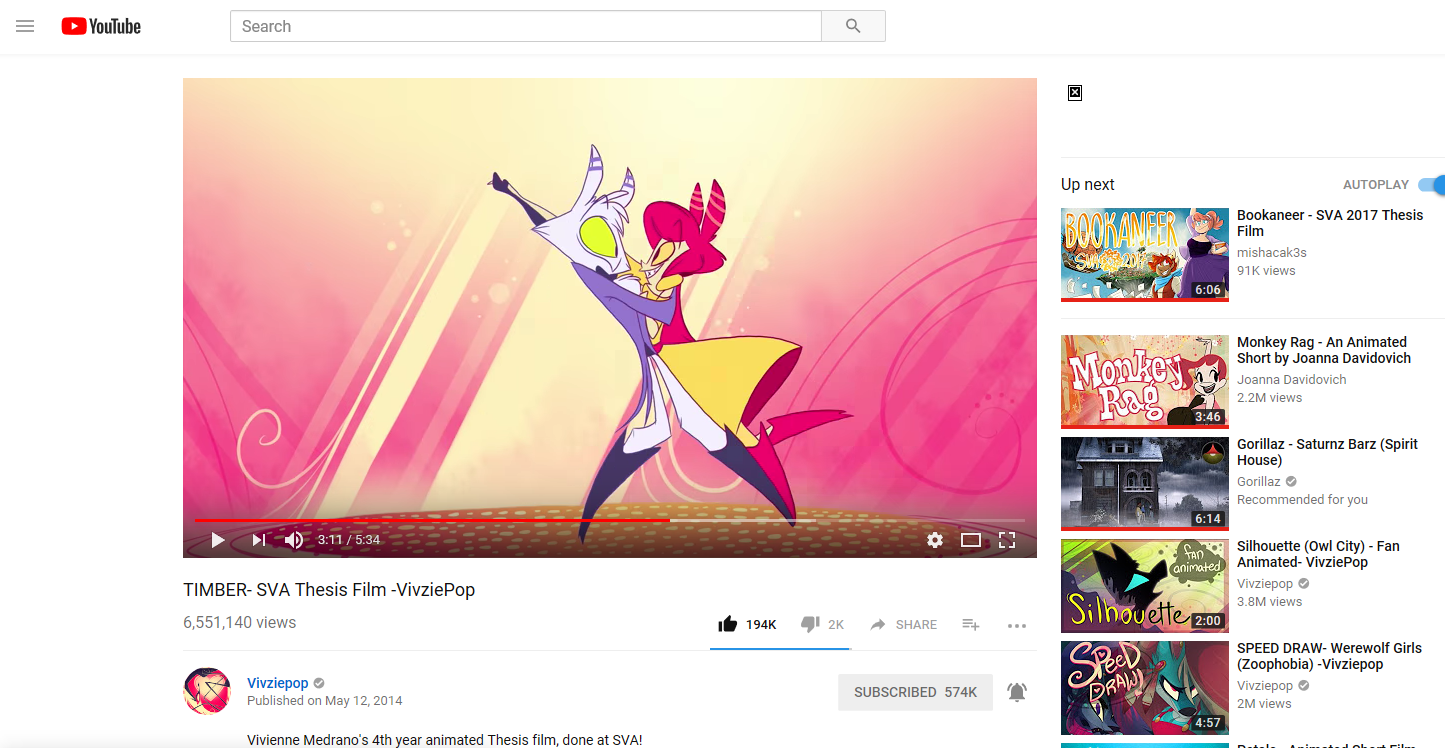 YouTube
Search
3:11 / 5:34
TIMBER- SVA Thesis Film -VivziePop
6,551,140 views
194K
2K
SHARE
Vivziepop
Published on May 12, 2014
SUBSCRIBED 574K
Vivienne Medrano's 4th year animated Thesis film, done at SVA!
Up next
AUTOPLAY
BOOKANEER
SVA 2017
6:06
Bookaneer - SVA 2017 Thesis
Film
mishacak3s
91K views
Monkey
Rag
3:46
Monkey Rag - An Animated
Short by Joanna Davidovich
Joanna Davidovich
2.2M views
6:14
Gorillaz - Saturnz Barz (Spirit
House)
Gorillaz
Recommended for you
fan
animated
Silhouette
2:00
Silhouette (Owl City) - Fan
Animated- VivziePop
Vivziepop
3.8M views
SPEED
DRAW!
4:57
SPEED DRAW- Werewolf Girls
(Zoophobia) -Vivziepop
Vivziepop
2M views